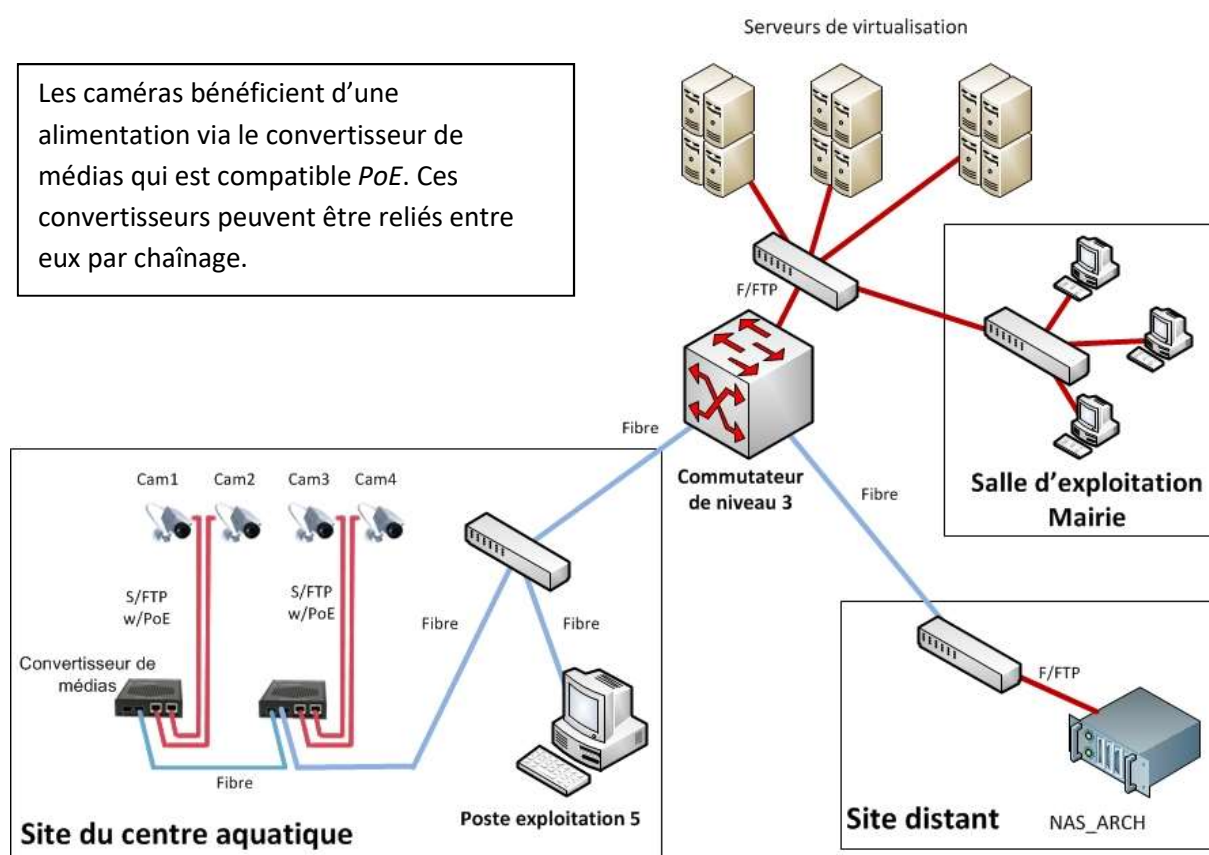 Serveurs de virtualisation
Les caméras bénéficient d’une
alimentation via le convertisseur de
médias qui est compatible PoE. Ces
convertisseurs peuvent être reliés entre
eux par chaînage.
F/FTP
Fibre
Commutateur
de niveau 3
Fibre
Salle d’exploitation
Mairie
Cam1
Cam2
Cam3
Cam4
S/FTP
w/PoE
S/FTP
w/PoE
Fibre
Fibre
Convertisseur de
médias
Fibre
Poste exploitation 5
Site du centre aquatique
F/FTP
Site distant
NAS_ARCH